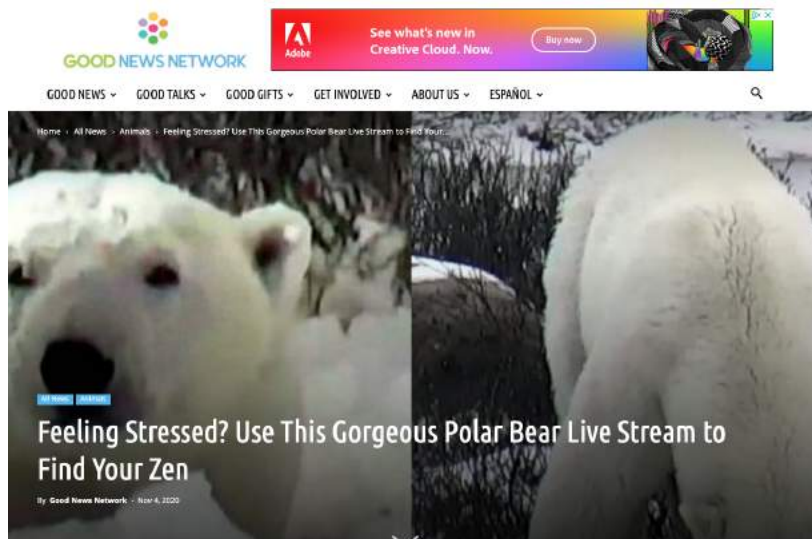 GOOD NEWS NETWORK
Adobe
See what's new in
Creative Cloud. Now.
Buy now
GOOD NEWS
GOOD TALKS
GOOD GIFTS
GET INVOLVED
ABOUT US
ESPAÑOL
Home › All News › Animals › Feeling Stressed? Use This Gorgeous Polar Bear Live Stream to Find Your...
All News
Animals
Feeling Stressed? Use This Gorgeous Polar Bear Live Stream to
Find Your Zen
By Good News Network - Nov 4, 2020